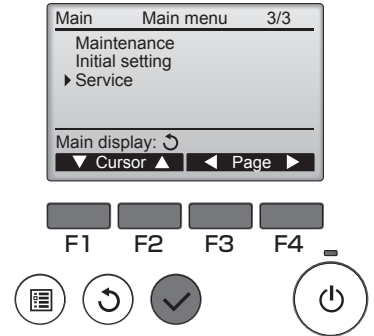 Main Main menu 3/3
Maintenance
Initial setting
Service
Main display:
Cursor Page
F1 F2 F3 F4